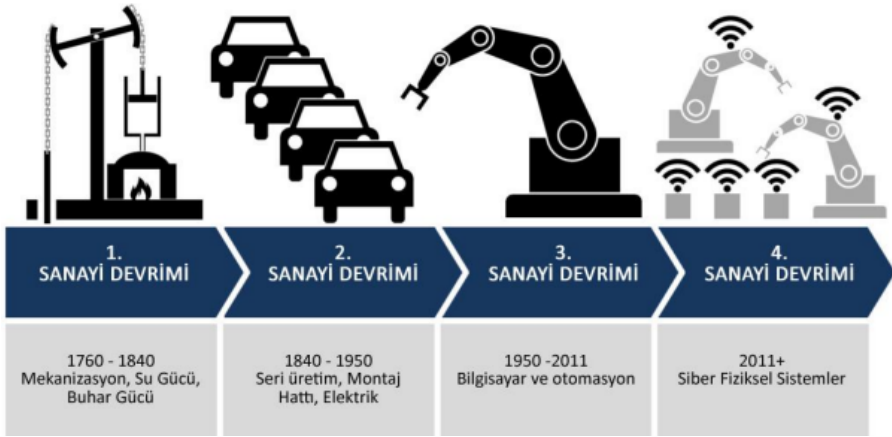 1.
SANAYİ DEVRİMİ
2.
SANAYİ DEVRİMİ
3.
SANAYİ DEVRİMİ
4.
SANAYİ DEVRİMİ
1760 - 1840
Mekanizasyon, Su Gücü,
Buhar Gücü
1840 - 1950
Seri üretim, Montaj
Hattı, Elektrik
1950 -2011
Bilgisayar ve otomasyon
2011+
Siber Fiziksel Sistemler